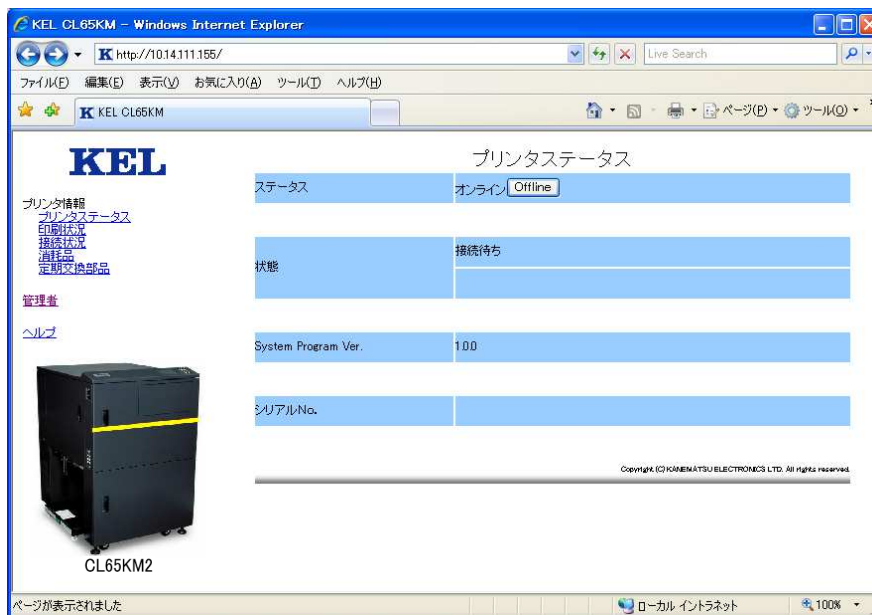 KEL CL65KM - Windows Internet Explorer
K http://10.14.111.155/
Live Search
ファイル(F) 編集(E) 表示(V) お気に入り(A) ツール(T) ヘルプ(H)
K KEL CL65KM
ページ(P) ツール(O)
KEL
プリンタステータス
ステータス オンライン Offline
プリンタ情報
プリンタステータス
印刷状況
接続状況
消耗品
定期交換部品
管理者
ヘルプ
状態 接続待ち
System Program Ver. 1.0.0
シリアルNo.
Copyright (C) KANEMATSU ELECTRONICS LTD. All rights reserved.
CL65KM2
ページが表示されました ローカル イントラネット 100%